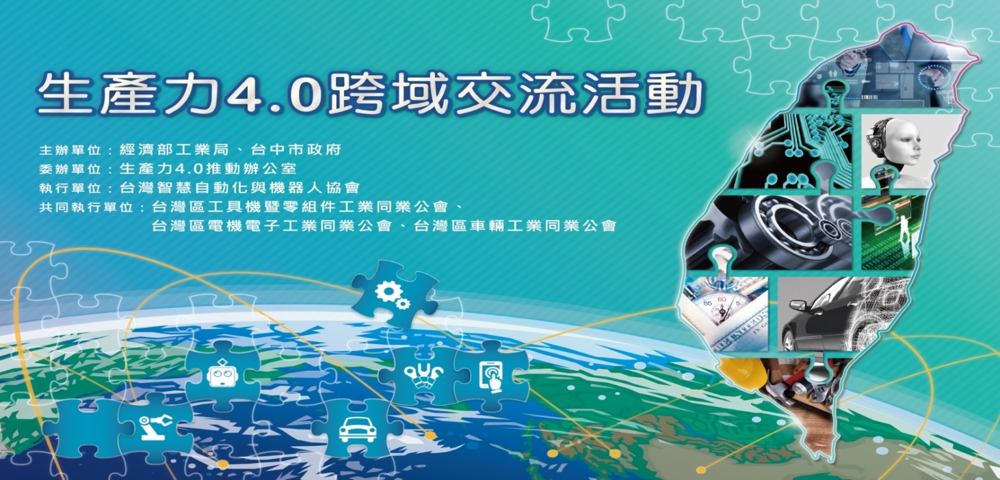 生產力4.0跨域交流活動
主辦單位：經濟部工業局、台中市政府
委辦單位：生產力4.0推動辦公室
執行單位：台灣智慧自動化與機器人協會
共同執行單位：台灣區工具機暨零組件工業同業公會、
台灣區電機電子工業同業公會、台灣區車輛工業同業公會
55 60 5